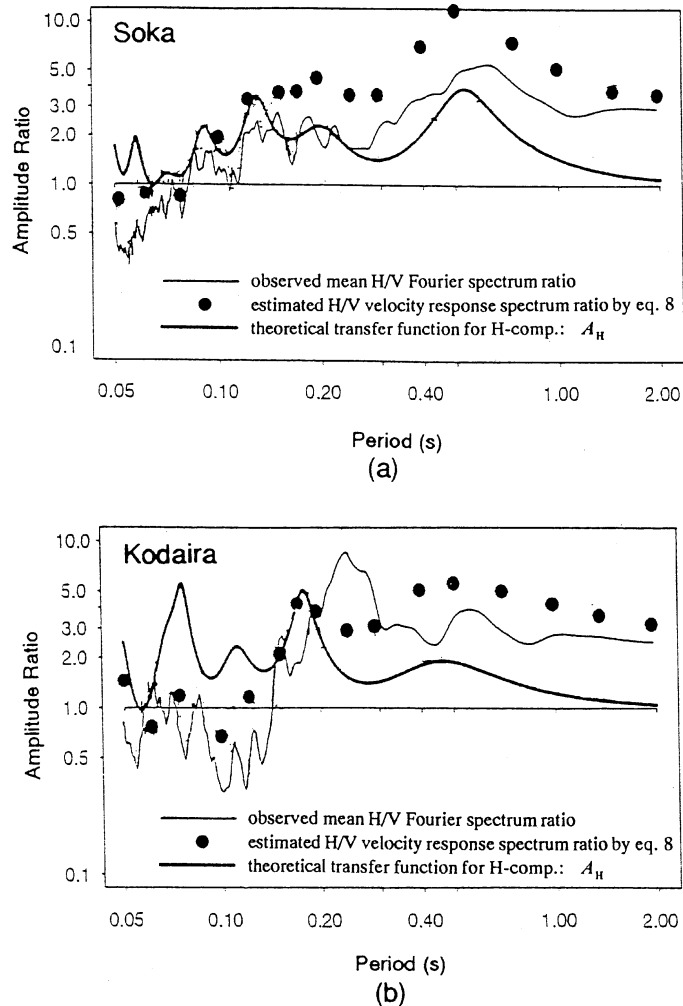 Soka
10.0
5.0
3.0
2.0
1.0
0.5
0.1
Amplitude Ratio
observed mean H/V Fourier spectrum ratio
estimated H/V velocity response spectrum ratio by eq. 8
theoretical transfer function for H-comp.: A_H
0.05 0.10 0.20 0.40 1.00 2.00
Period (s)
(a)
Kodaira
10.0
5.0
3.0
2.0
1.0
0.5
0.1
Amplitude Ratio
observed mean H/V Fourier spectrum ratio
estimated H/V velocity response spectrum ratio by eq. 8
theoretical transfer function for H-comp.: A_H
0.05 0.10 0.20 0.40 1.00 2.00
Period (s)
(b)